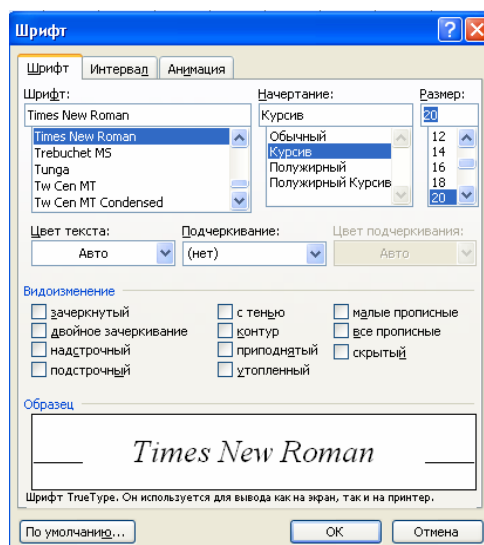 Шрифт
Шрифт Интервал Анимация
Шрифт: Начертание: Размер:
Times New Roman Курсив 20
Times New Roman Обычный 12
Trebuchet MS Курсив 14
Tunga Полужирный 16
Tw Cen MT Полужирный Курсив 18
Tw Cen MT Condensed 20
Цвет текста: Подчеркивание: Цвет подчеркивания:
Авто (нет) Авто
Видоизменение
зачеркнутый с тенью малые прописные
двойное зачеркивание контур все прописные
надстрочный приподнятый скрытый
подстрочный утопленный
Образец
Times New Roman
Шрифт TrueType. Он используется для вывода как на экран, так и на принтер.
По умолчанию... ОК Отмена